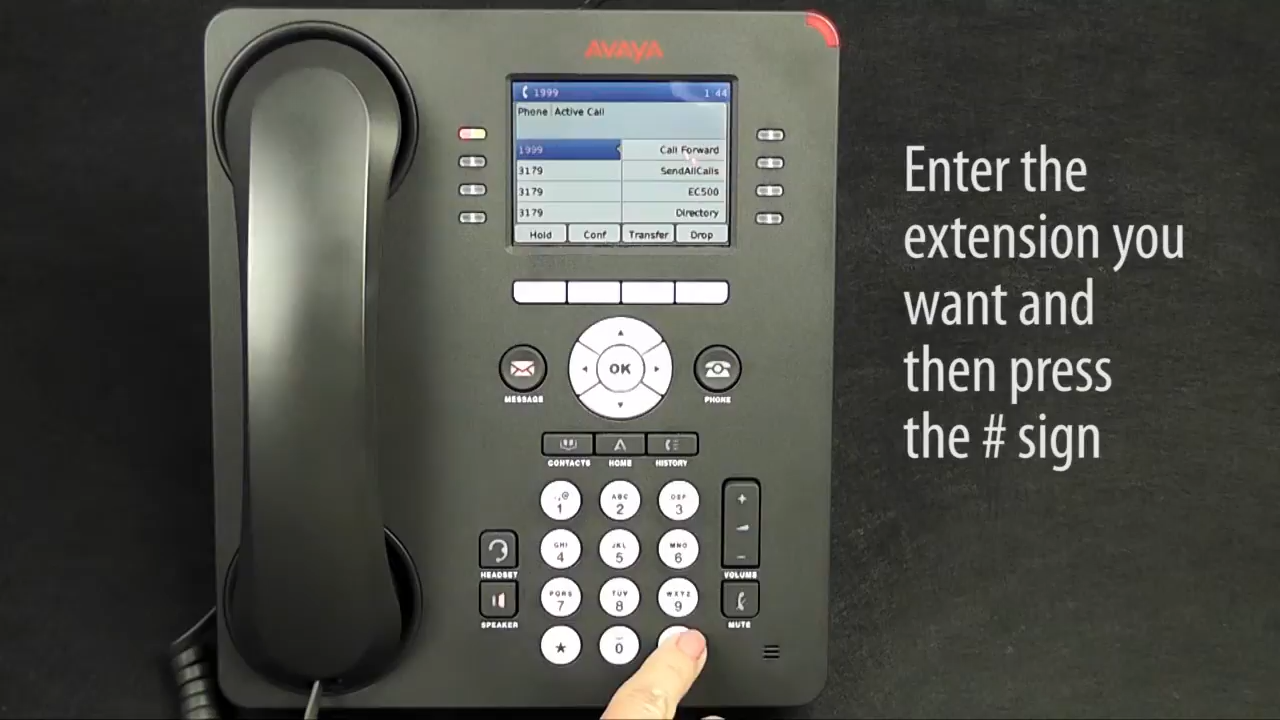 AVAYA
1999 1:44
Phone Active Call
1999 Call Forward
3179 SendAllCalls
3179 EC500
3179 Directory
Hold Conf Transfer Drop
Enter the
extension you
want and
then press
the # sign
OK
MESSAGE PHONE
CONTACTS HOME HISTORY
.,@ ABC DEF
1 2 3
GHI JKL MNO
4 5 6
HEADSET VOLUME
PQRS TUV WXYZ
7 8 9
SPEAKER MUTE
* 0